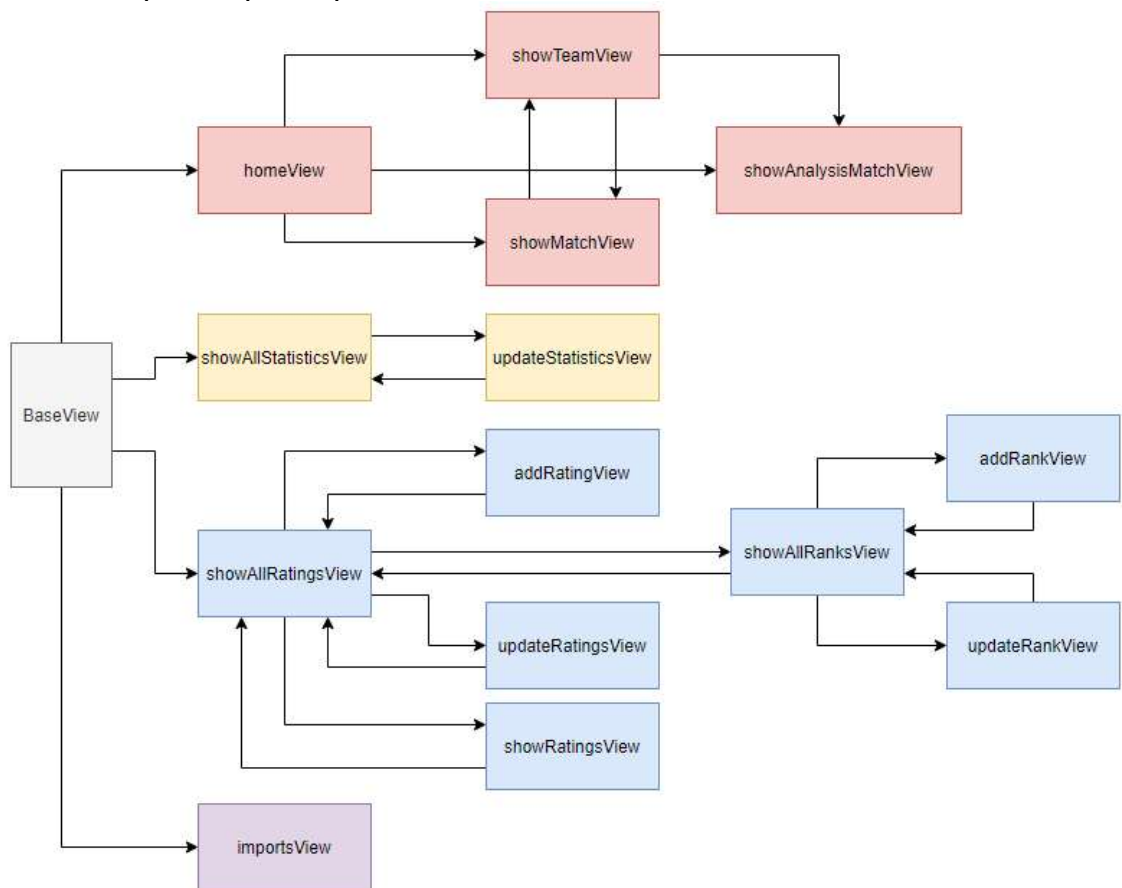 showTeamView
homeView
showAnalysisMatchView
showMatchView
showAllStatisticsView
updateStatisticsView
BaseView
addRatingView
addRankView
showAllRanksView
showAllRatingsView
updateRatingsView
updateRankView
showRatingsView
importsView